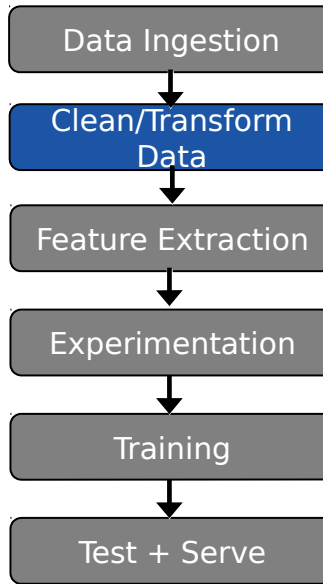 Data Ingestion
Clean/Transform
Data
Feature Extraction
Experimentation
Training
Test + Serve